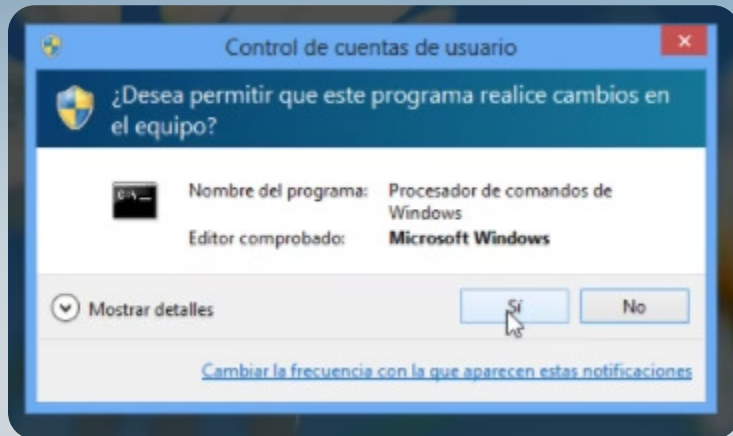 Control de cuentas de usuario
¿Desea permitir que este programa realice cambios en
el equipo?
C:\
Nombre del programa: Procesador de comandos de
Windows
Editor comprobado: Microsoft Windows
Mostrar detalles
Sí
No
Cambiar la frecuencia con la que aparecen estas notificaciones